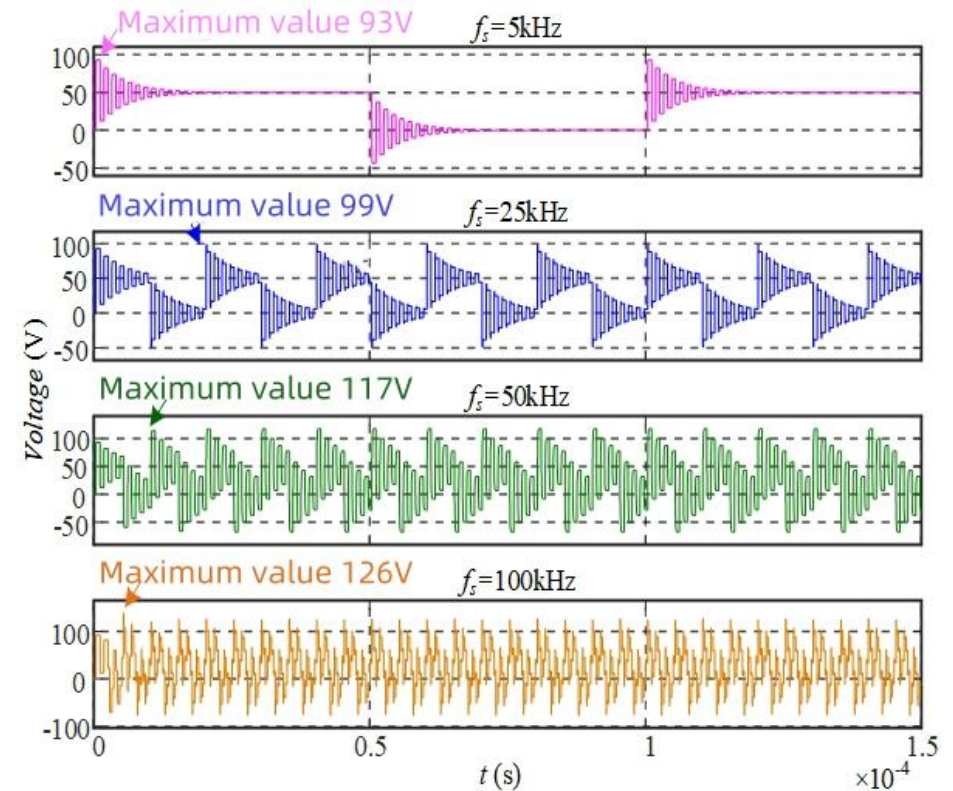 Maximum value 93V
fs=5kHz
100
50
0
-50
Maximum value 99V
fs=25kHz
100
50
0
-50
Voltage (V)
Maximum value 117V
fs=50kHz
100
50
0
-50
Maximum value 126V
fs=100kHz
100
0
-100
0 0.5 1 1.5
t (s)
×10⁻⁴